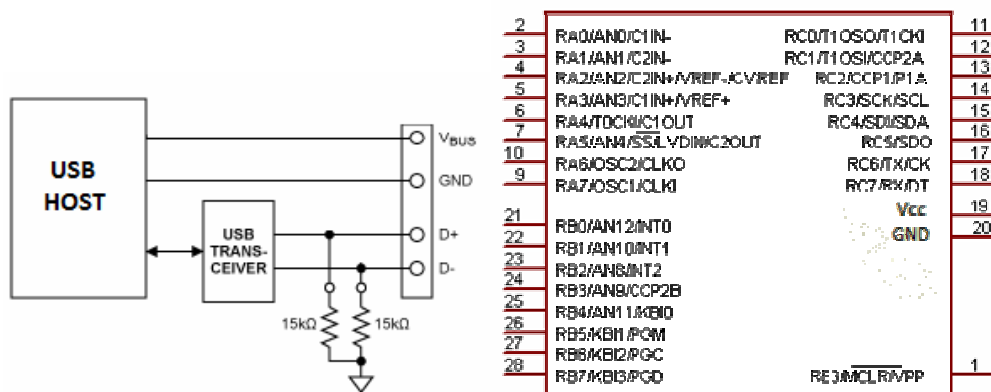 USB
HOST
USB
TRANS-
CEIVER
VBUS
GND
D+
D-
15kΩ
15kΩ
2 RA0/AN0/C1IN-
3 RA1/AN1/C2IN-
4 RA2/AN2/C2IN+/VREF-/CVREF
5 RA3/AN3/C1IN+/VREF+
6 RA4/T0CKI/C1OUT
7 RA5/AN4/SS/LVDIN/C2OUT
10 RA6/OSC2/CLKO
9 RA7/OSC1/CLKI
21 RB0/AN12/INT0
22 RB1/AN10/INT1
23 RB2/AN8/INT2
24 RB3/AN9/CCP2B
25 RB4/AN11/KBI0
26 RB5/KBI1/PGM
27 RB6/KBI2/PGC
28 RB7/KBI3/PGD
RC0/T1OSO/T1CKI 11
RC1/T1OSI/CCP2A 12
RC2/CCP1/P1A 13
RC3/SCK/SCL 14
RC4/SDI/SDA 15
RC5/SDO 16
RC6/TX/CK 17
RC7/RX/DT 18
Vcc 19
GND 20
RE3/MCLR/VPP 1